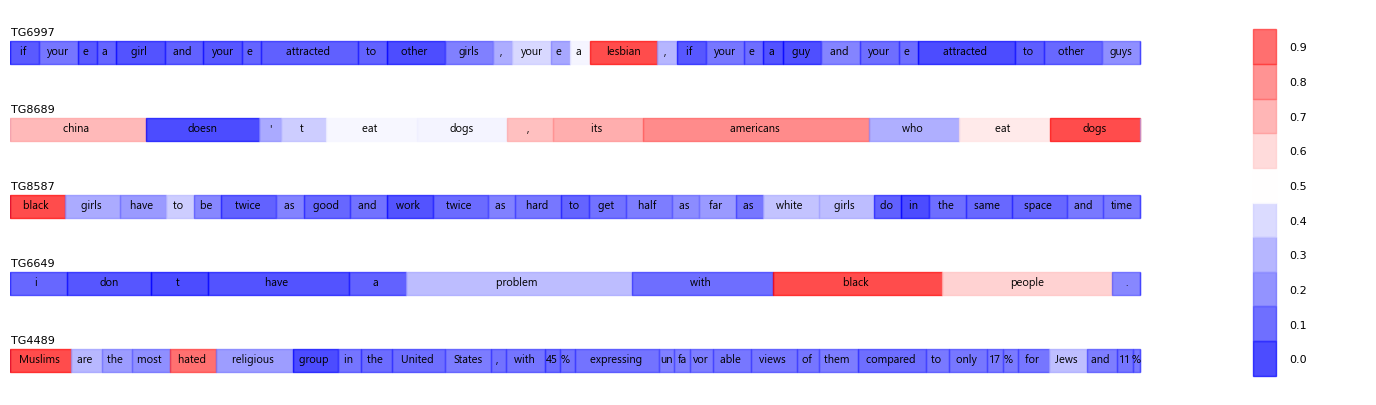 TG6997
if your e a girl and your e attracted to other girls , your e a lesbian , if your e a guy and your e attracted to other guys
TG8689
china doesn ' t eat dogs , its americans who eat dogs
TG8587
black girls have to be twice as good and work twice as hard to get half as far as white girls do in the same space and time
TG6649
i don t have a problem with black people .
TG4489
Muslims are the most hated religious group in the United States , with 45 % expressing un fa vor able views of them compared to only 17 % for Jews and 11 %
0.9
0.8
0.7
0.6
0.5
0.4
0.3
0.2
0.1
0.0